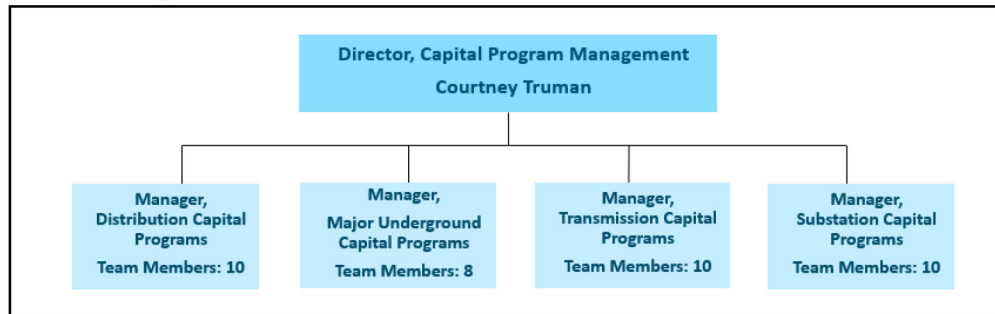 Director, Capital Program Management
Courtney Truman
Manager,
Distribution Capital
Programs
Team Members: 10
Manager,
Major Underground
Capital Programs
Team Members: 8
Manager,
Transmission Capital
Programs
Team Members: 10
Manager,
Substation Capital
Programs
Team Members: 10